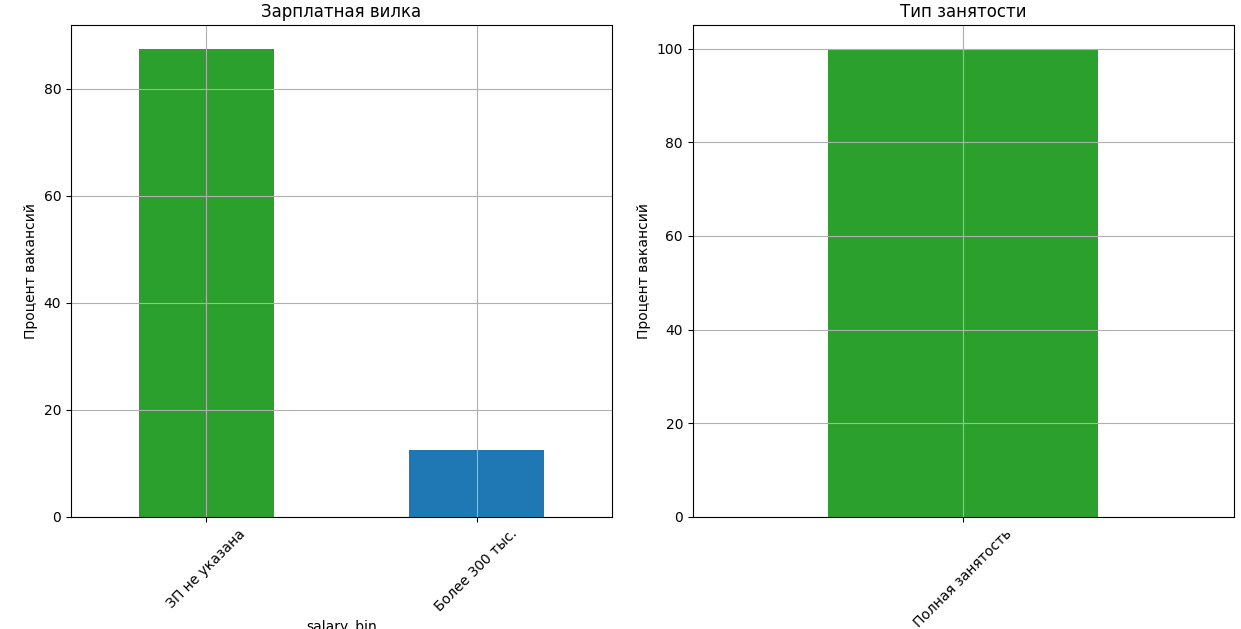 Зарплатная вилка
Процент вакансий
80
60
40
20
0
ЗП не указана
Более 300 тыс.
salary_bin
Тип занятости
Процент вакансий
100
80
60
40
20
0
Полная занятость